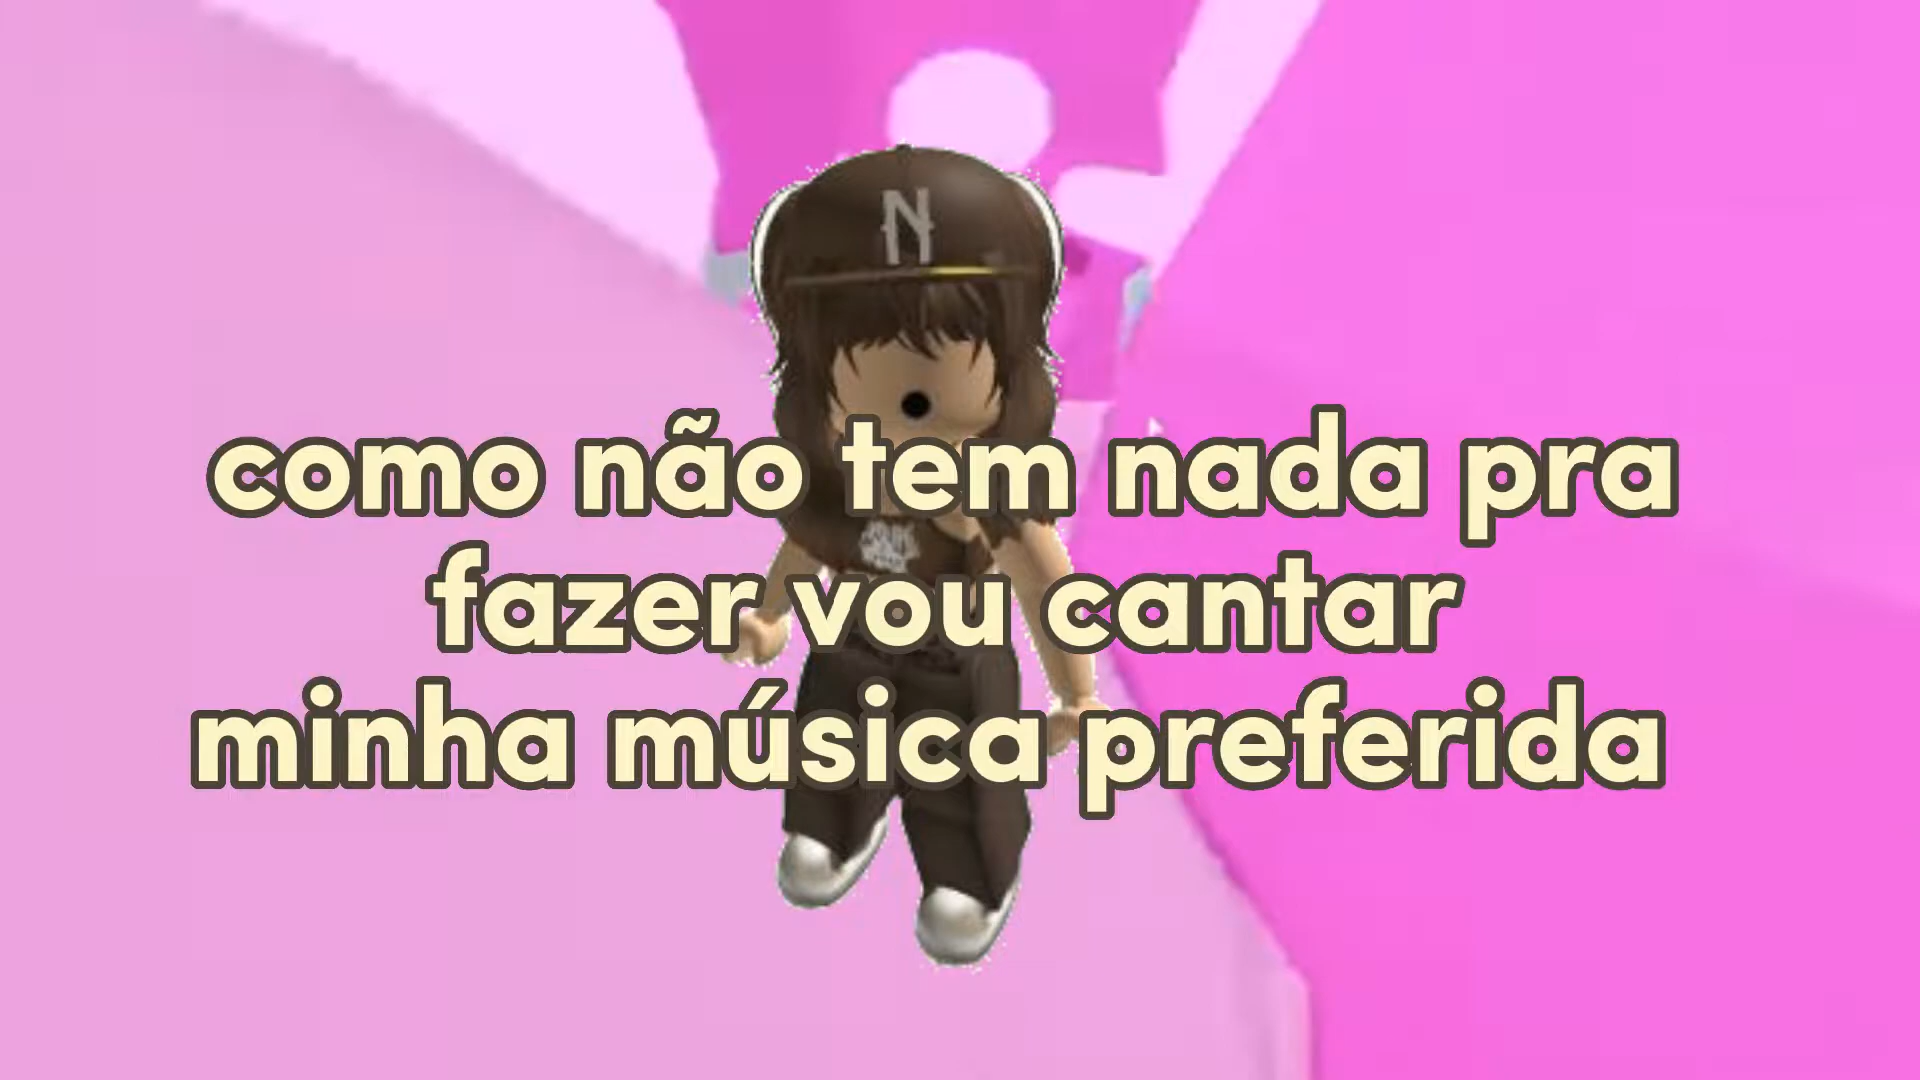 N
como não tem nada pra
fazer vou cantar
minha música preferida